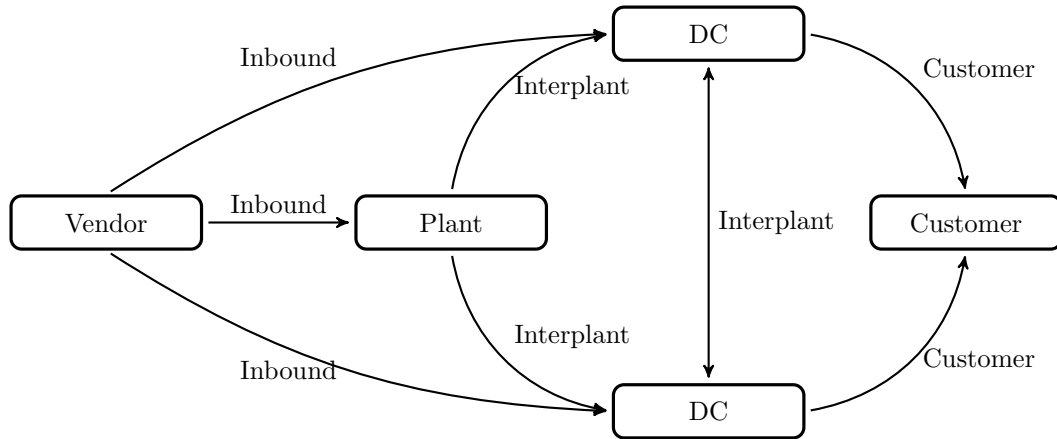 DC
Inbound
Customer
Interplant
Inbound
Vendor
Plant
Interplant
Customer
Interplant
Inbound
Customer
DC